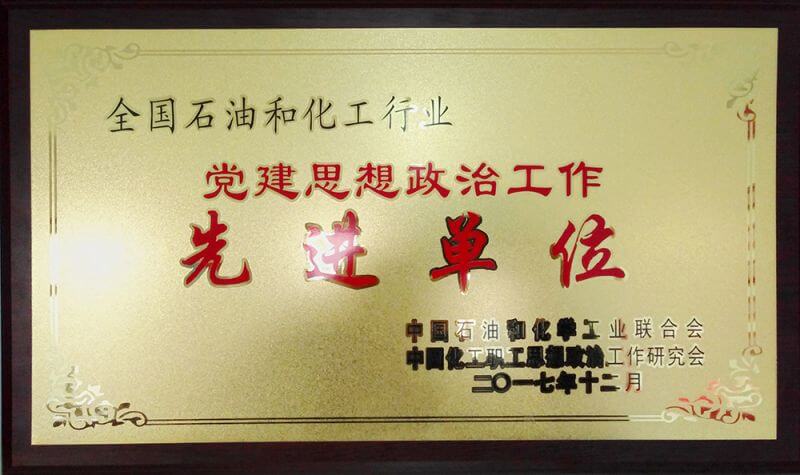 全国石油和化工行业
党建思想政治工作
先进单位
中国石油和化学工业联合会
中国化工职工思想政治工作研究会
二〇一七年十二月